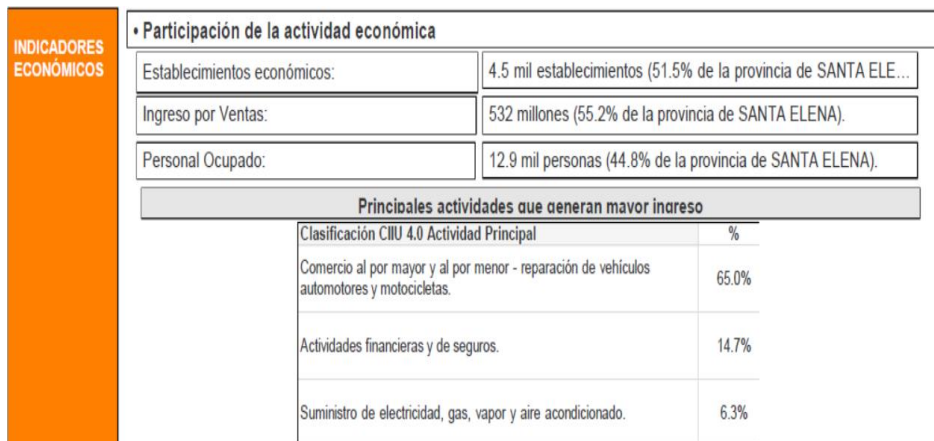 INDICADORES
ECONÓMICOS
• Participación de la actividad económica
Establecimientos económicos:
4.5 mil establecimientos (51.5% de la provincia de SANTA ELE...
Ingreso por Ventas:
532 millones (55.2% de la provincia de SANTA ELENA).
Personal Ocupado:
12.9 mil personas (44.8% de la provincia de SANTA ELENA).
Principales actividades que generan mayor ingreso
Clasificación CIIU 4.0 Actividad Principal
%
Comercio al por mayor y al por menor - reparación de vehículos
automotores y motocicletas.
65.0%
Actividades financieras y de seguros.
14.7%
Suministro de electricidad, gas, vapor y aire acondicionado.
6.3%